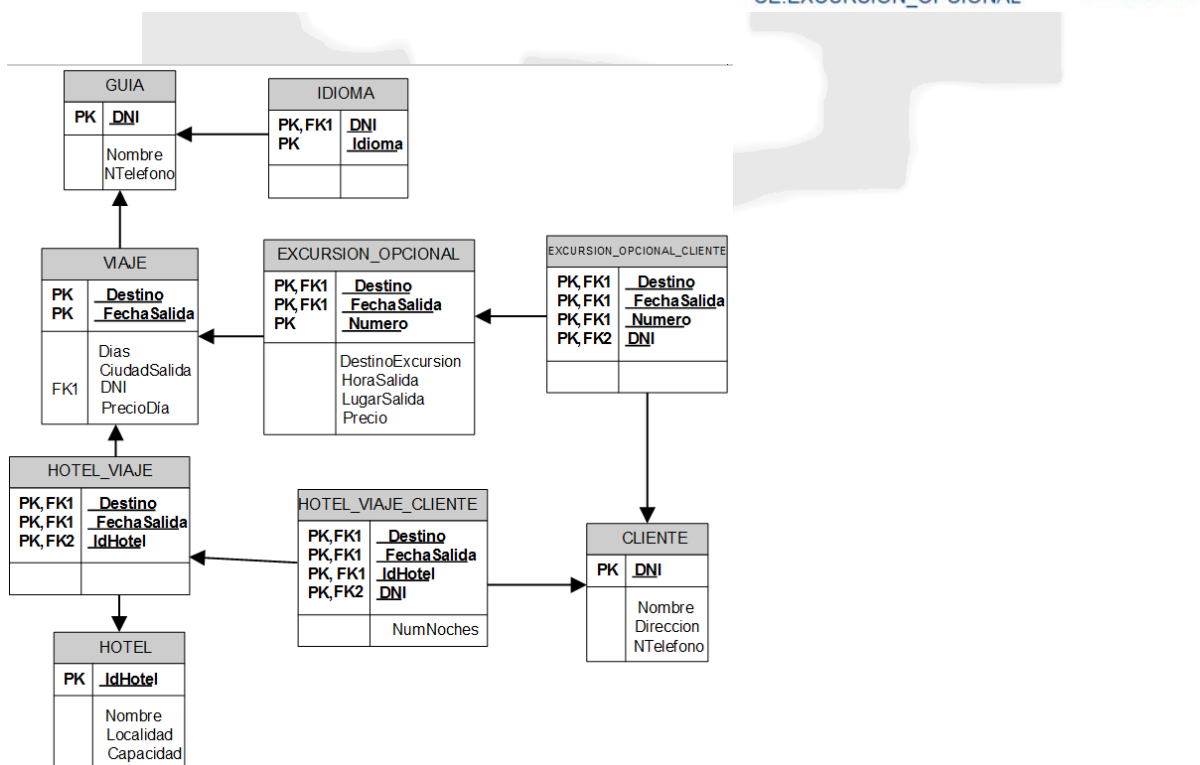 GUIA
PK DNI
Nombre
NTelefono
IDIOMA
PK,FK1 DNI
PK Idioma
VIAJE
PK Destino
PK FechaSalida
Dias
CiudadSalida
FK1 DNI
PrecioDía
EXCURSION_OPCIONAL
PK,FK1 Destino
PK,FK1 FechaSalida
PK Numero
DestinoExcursion
HoraSalida
LugarSalida
Precio
EXCURSION_OPCIONAL_CLIENTE
PK,FK1 Destino
PK,FK1 FechaSalida
PK,FK1 Numero
PK,FK2 DNI
HOTEL_VIAJE
PK,FK1 Destino
PK,FK1 FechaSalida
PK,FK2 IdHotel
HOTEL_VIAJE_CLIENTE
PK,FK1 Destino
PK,FK1 FechaSalida
PK, FK1 IdHotel
PK,FK2 DNI
NumNoches
CLIENTE
PK DNI
Nombre
Direccion
NTelefono
HOTEL
PK IdHotel
Nombre
Localidad
Capacidad